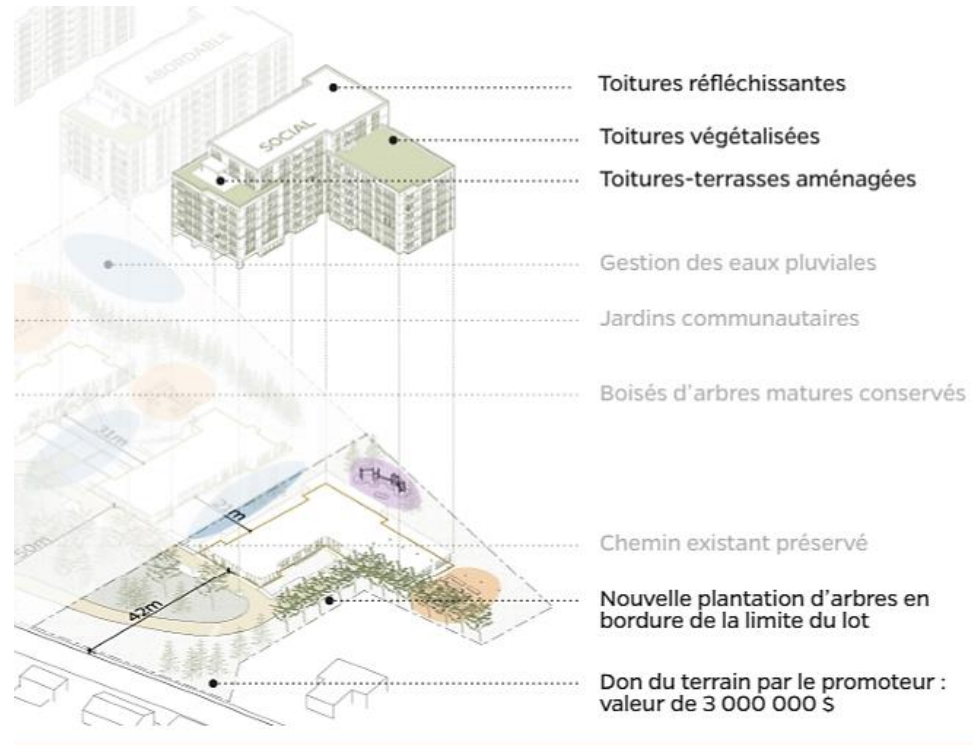 ABORDABLE
SOCIAL
Toitures réfléchissantes
Toitures végétalisées
Toitures-terrasses aménagées
Gestion des eaux pluviales
Jardins communautaires
Boisés d'arbres matures conservés
31m
50m
42m
Chemin existant préservé
Nouvelle plantation d'arbres en
bordure de la limite du lot
Don du terrain par le promoteur :
valeur de 3 000 000 $